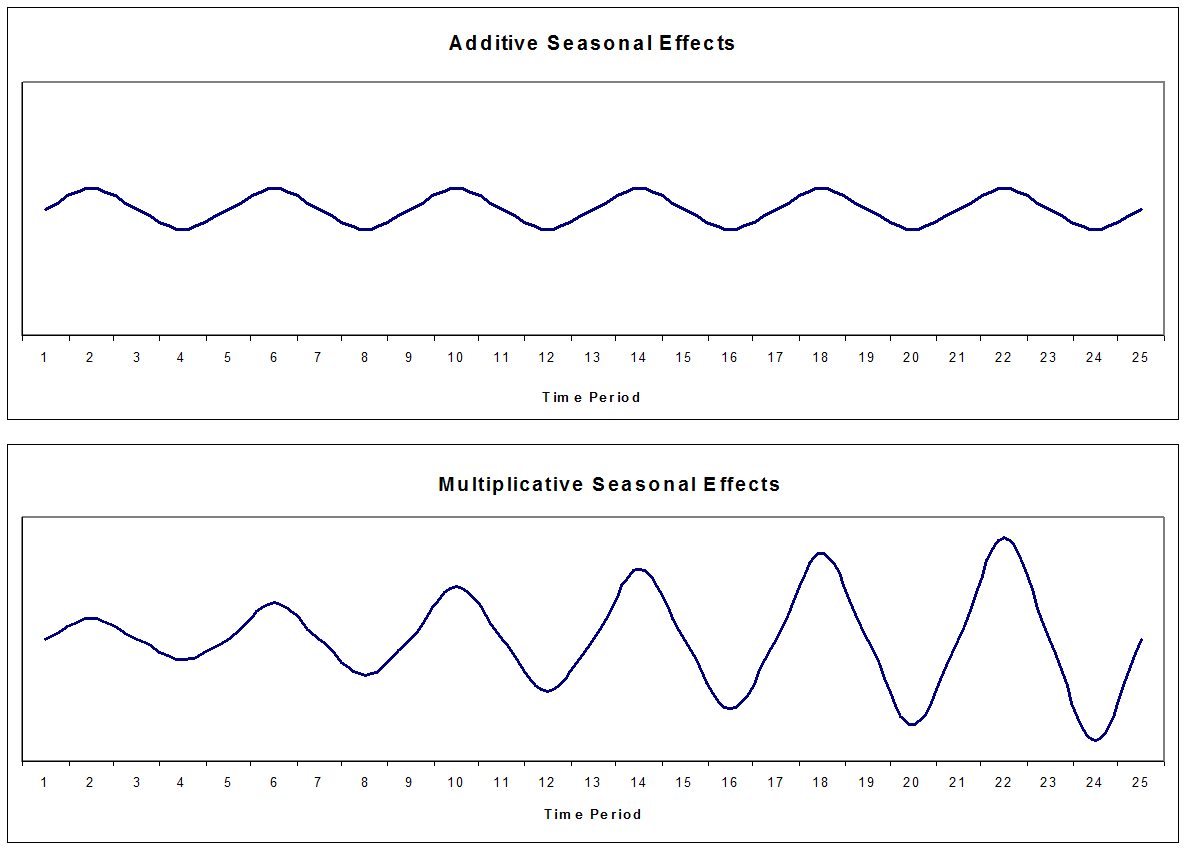 Additive Seasonal Effects
1 2 3 4 5 6 7 8 9 10 11 12 13 14 15 16 17 18 19 20 21 22 23 24 25
Time Period
Multiplicative Seasonal Effects
1 2 3 4 5 6 7 8 9 10 11 12 13 14 15 16 17 18 19 20 21 22 23 24 25
Time Period